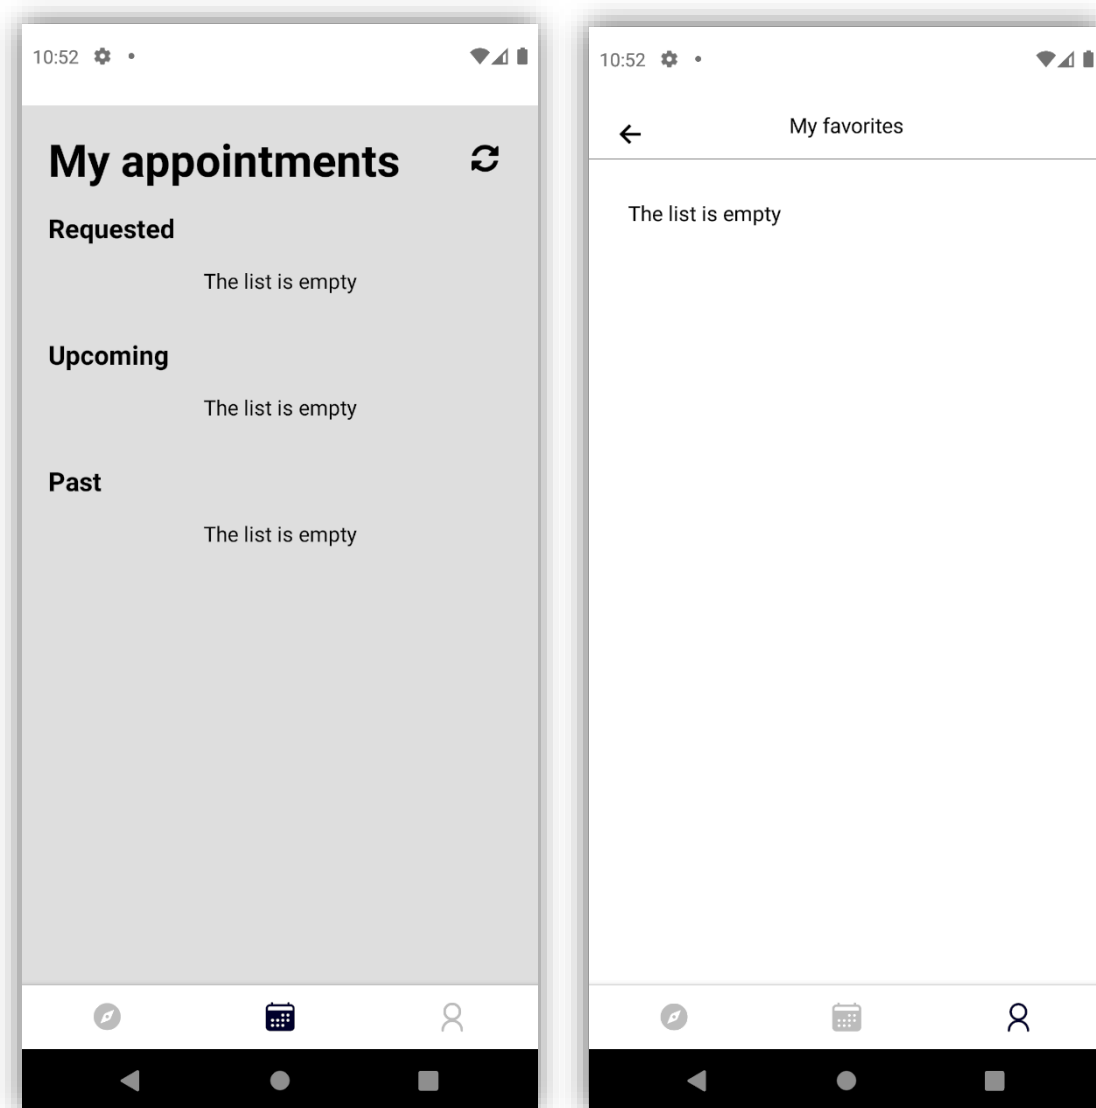 10:52
My appointments
Requested
The list is empty
Upcoming
The list is empty
Past
The list is empty
10:52
My favorites
The list is empty